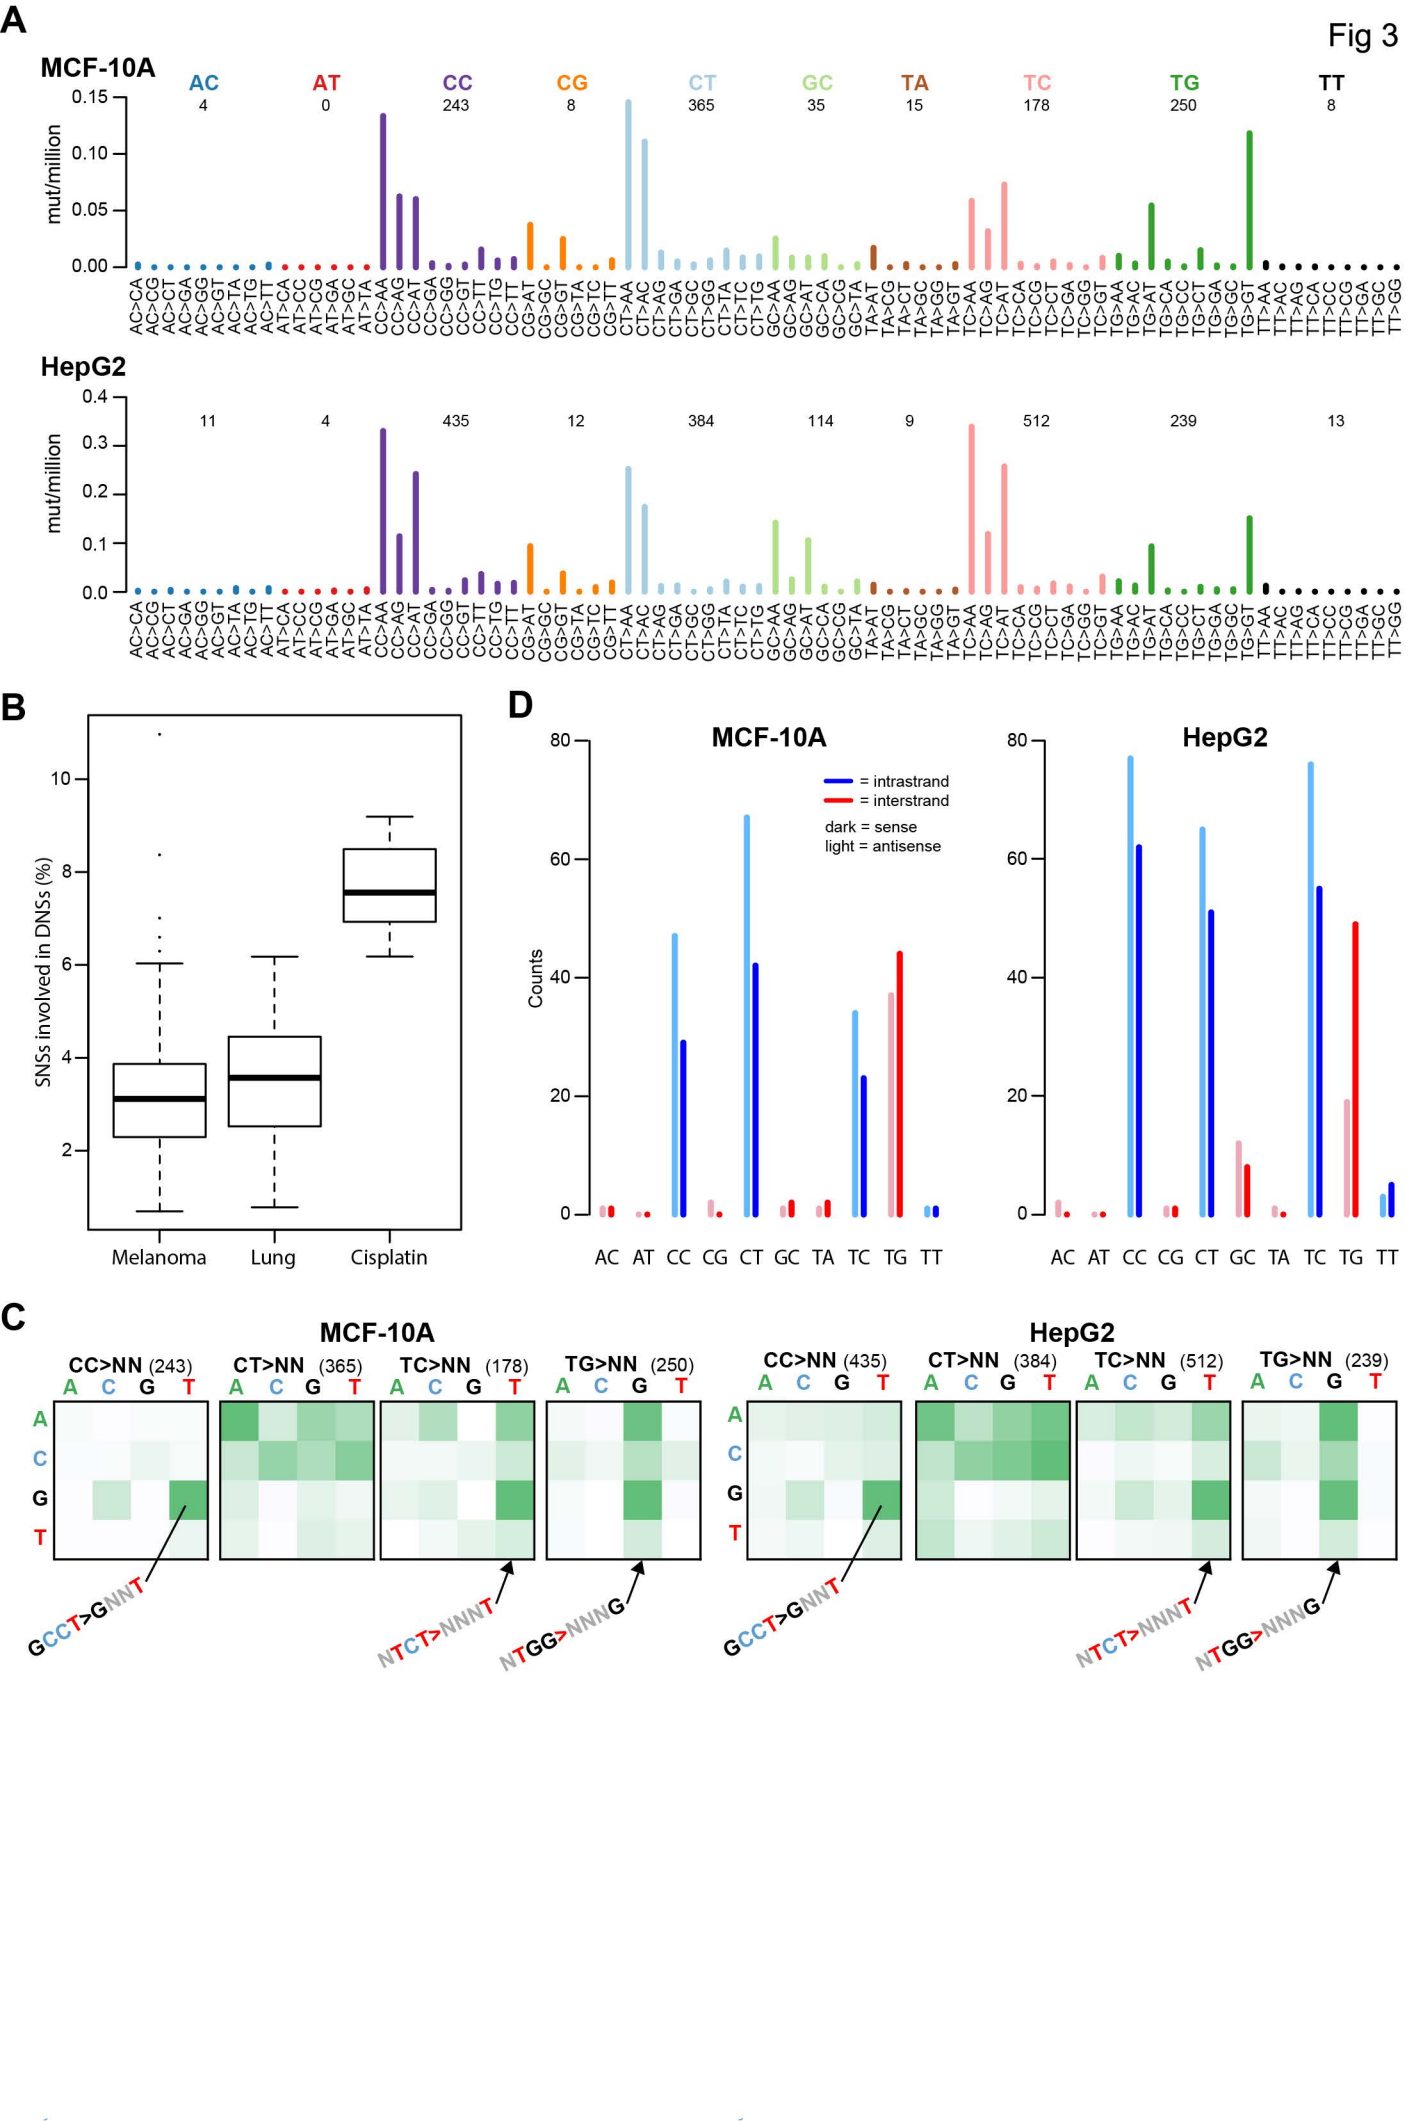 A
Fig 3
MCF-10A
AC AT CC CG CT GC TA TC TG TT
4 0 243 8 365 35 15 178 250 8
mut/million
0.15
0.10
0.05
0.00
AC>CA AC>CG AC>CT AC>GA AC>GG AC>GT AC>TA AC>TG AC>TT AT>CA AT>CC AT>CG AT>GA AT>GC AT>TA CC>AA CC>AG CC>AT CC>GA CC>GG CC>GT CC>TT CC>TG CC>TT CG>AT CG>GC CG>GT CG>TA CG>TC CG>TT CT>AA CT>AC CT>AG CT>GA CT>GC CT>GG CT>TA CT>TC CT>TG GC>AA GC>AG GC>AT GC>CA GC>CG GC>TA TA>AT TA>CG TA>CT TA>GC TA>GG TA>GT TC>AA TC>AG TC>AT TC>CA TC>CG TC>CT TC>GA TC>GG TC>GT TG>AA TG>AC TG>AT TG>CA TG>CC TG>CT TG>GA TG>GC TG>GT TT>AA TT>AC TT>AG TT>CA TT>CC TT>CG TT>GA TT>GC TT>GG
HepG2
11 4 435 12 384 114 9 512 239 13
mut/million
0.4
0.3
0.2
0.1
0.0
AC>CA AC>CG AC>CT AC>GA AC>GG AC>GT AC>TA AC>TG AC>TT AT>CA AT>CC AT>CG AT>GA AT>GC AT>TA CC>AA CC>AG CC>AT CC>GA CC>GG CC>GT CC>TT CC>TG CC>TT CG>AT CG>GC CG>GT CG>TA CG>TC CG>TT CT>AA CT>AC CT>AG CT>GA CT>GC CT>GG CT>TA CT>TC CT>TG GC>AA GC>AG GC>AT GC>CA GC>CG GC>TA TA>AT TA>CG TA>CT TA>GC TA>GG TA>GT TC>AA TC>AG TC>AT TC>CA TC>CG TC>CT TC>GA TC>GG TC>GT TG>AA TG>AC TG>AT TG>CA TG>CC TG>CT TG>GA TG>GC TG>GT TT>AA TT>AC TT>AG TT>CA TT>CC TT>CG TT>GA TT>GC TT>GG
B
SNSs involved in DNSs (%)
10
8
6
4
2
Melanoma Lung Cisplatin
D
MCF-10A
Counts
80
60
40
20
0
= intrastrand
= interstrand
dark = sense
light = antisense
AC AT CC CG CT GC TA TC TG TT
HepG2
80
60
40
20
0
AC AT CC CG CT GC TA TC TG TT
C
MCF-10A
CC>NN (243) CT>NN (365) TC>NN (178) TG>NN (250)
A C G T A C G T A C G T A C G T
A
C
G
T
GCCT>GNNT
NTCT>NNNT
NTGG>NNNG
HepG2
CC>NN (435) CT>NN (384) TC>NN (512) TG>NN (239)
A C G T A C G T A C G T A C G T
A
C
G
T
GCCT>GNNT
NTCT>NNNT
NTGG>NNNG